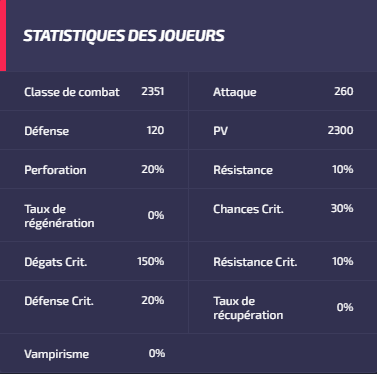 STATISTIQUES DES JOUEURS
Classe de combat 2351
Attaque 260
Défense 120
PV 2300
Perforation 20%
Résistance 10%
Taux de
régénération 0%
Chances Crit. 30%
Dégats Crit. 150%
Résistance Crit. 10%
Défense Crit. 20%
Taux de
récupération 0%
Vampirisme 0%